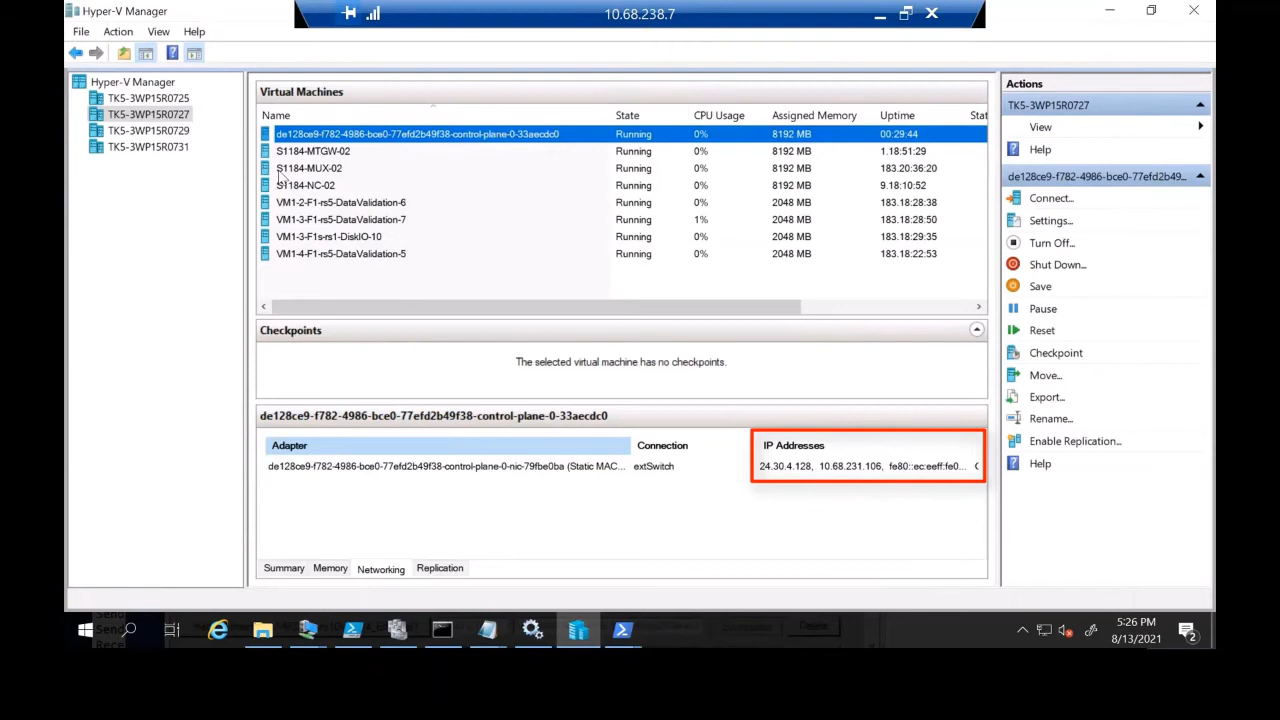 Hyper-V Manager
10.68.238.7
File Action View Help
Hyper-V Manager
TK5-3WP15R0725
TK5-3WP15R0727
TK5-3WP15R0729
TK5-3WP15R0731
Virtual Machines
Name State CPU Usage Assigned Memory Uptime Stat
de128ce9-f782-4986-bce0-77efd2b49f38-control-plane-0-33aecdc0 Running 0% 8192 MB 00:29:44
S1184-MTGW-02 Running 0% 8192 MB 1.18:51:29
S1184-MUX-02 Running 0% 8192 MB 183.20:36:20
S1184-NC-02 Running 0% 8192 MB 9.18:10:52
VM1-2-F1-rs5-DataValidation-6 Running 0% 2048 MB 183.18:28:38
VM1-3-F1-rs5-DataValidation-7 Running 1% 2048 MB 183.18:28:50
VM1-3-F1s-rs1-DiskIO-10 Running 0% 2048 MB 183.18:29:35
VM1-4-F1-rs5-DataValidation-5 Running 0% 2048 MB 183.18:22:53
Checkpoints
The selected virtual machine has no checkpoints.
de128ce9-f782-4986-bce0-77efd2b49f38-control-plane-0-33aecdc0
Adapter Connection IP Addresses
de128ce9-f782-4986-bce0-77efd2b49f38-control-plane-0-nic-79fbe0ba (Static MAC... extSwitch 24.30.4.128, 10.68.231.106, fe80::ec:eeff:fe0...
Summary Memory Networking Replication
Actions
TK5-3WP15R0727
View
Help
de128ce9-f782-4986-bce0-77efd2b49...
Connect...
Settings...
Turn Off...
Shut Down...
Save
Pause
Reset
Checkpoint
Move...
Export...
Rename...
Enable Replication...
Help
Send
Send
5:26 PM
8/13/2021
2